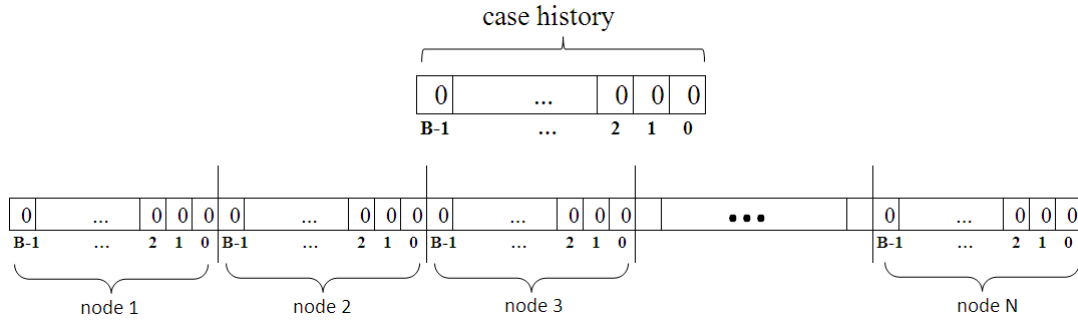 case history
0 ... 0 0 0
B-1 ... 2 1 0
0 ... 0 0 0 0 ... 0 0 0 0 ... 0 0 0 ••• 0 ... 0 0 0
B-1 ... 2 1 0 B-1 ... 2 1 0 B-1 ... 2 1 0 B-1 ... 2 1 0
node 1 node 2 node 3 node N